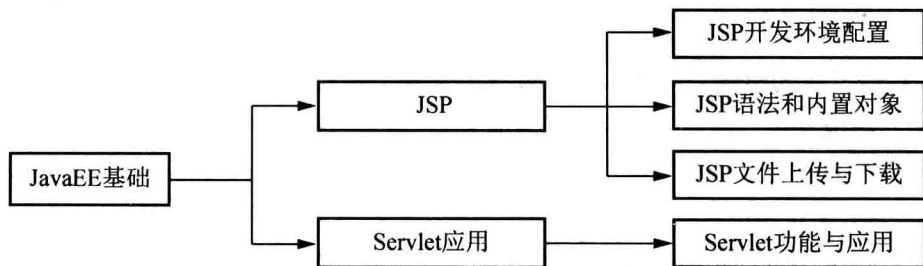 JSP开发环境配置
JSP
JSP语法和内置对象
JavaEE基础
JSP文件上传与下载
Servlet应用
Servlet功能与应用